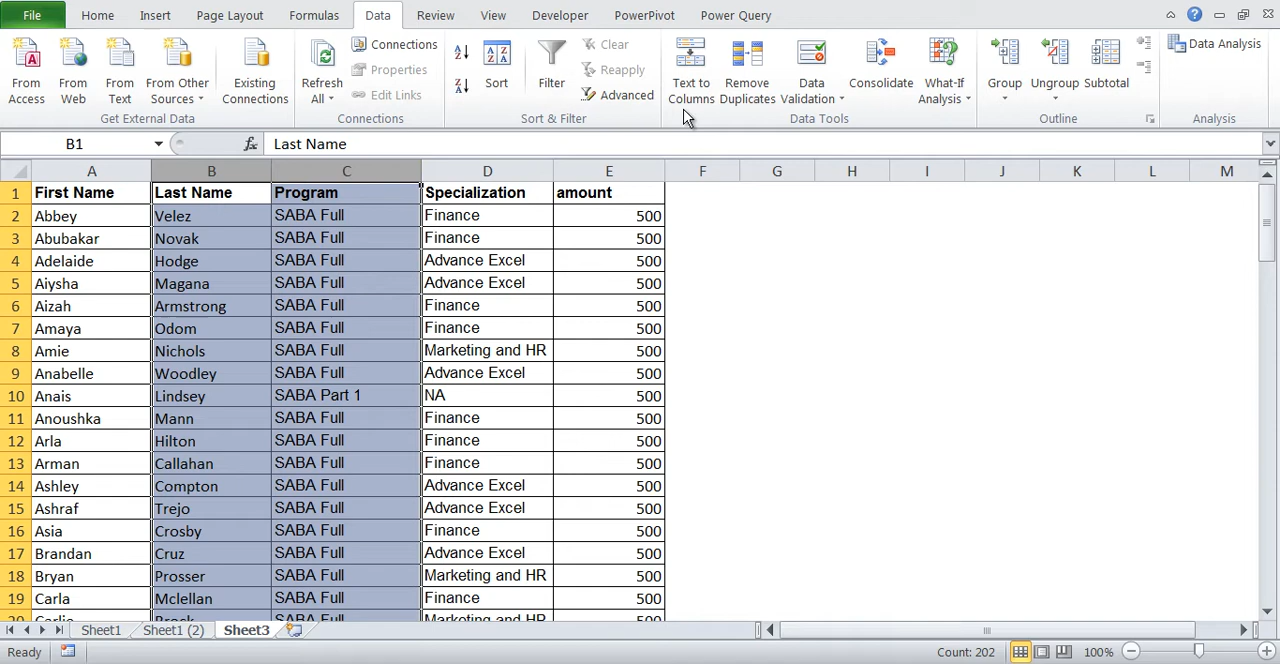 File Home Insert Page Layout Formulas Data Review View Developer PowerPivot Power Query
From Access From Web From Text From Other Sources Existing Connections Refresh All Connections Properties Edit Links Sort Filter Clear Reapply Advanced Text to Columns Remove Duplicates Data Validation Consolidate What-If Analysis Group Ungroup Subtotal Data Analysis
Get External Data Connections Sort & Filter Data Tools Outline Analysis
B1 fx Last Name
A B C D E F G H I J K L M
1 First Name Last Name Program Specialization amount
2 Abbey Velez SABA Full Finance 500
3 Abubakar Novak SABA Full Finance 500
4 Adelaide Hodge SABA Full Advance Excel 500
5 Aiysha Magana SABA Full Advance Excel 500
6 Aizah Armstrong SABA Full Finance 500
7 Amaya Odom SABA Full Finance 500
8 Amie Nichols SABA Full Marketing and HR 500
9 Anabelle Woodley SABA Full Advance Excel 500
10 Anais Lindsey SABA Part 1 NA 500
11 Anoushka Mann SABA Full Finance 500
12 Arla Hilton SABA Full Finance 500
13 Arman Callahan SABA Full Finance 500
14 Ashley Compton SABA Full Advance Excel 500
15 Ashraf Trejo SABA Full Advance Excel 500
16 Asia Crosby SABA Full Finance 500
17 Brandan Cruz SABA Full Advance Excel 500
18 Bryan Prosser SABA Full Marketing and HR 500
19 Carla Mclellan SABA Full Finance 500
20 Brock SABA Full Marketing and HR 500
Sheet1 Sheet1 (2) Sheet3
Ready Count: 202 100%